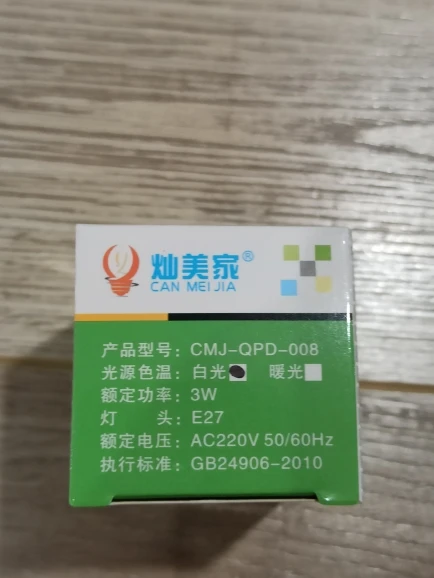 灿美家®
CAN MEI JIA
产品型号：CMJ-QPD-008
光源色温：白光 暖光
额定功率：3W
灯 头：E27
额定电压：AC220V 50/60Hz
执行标准：GB24906-2010